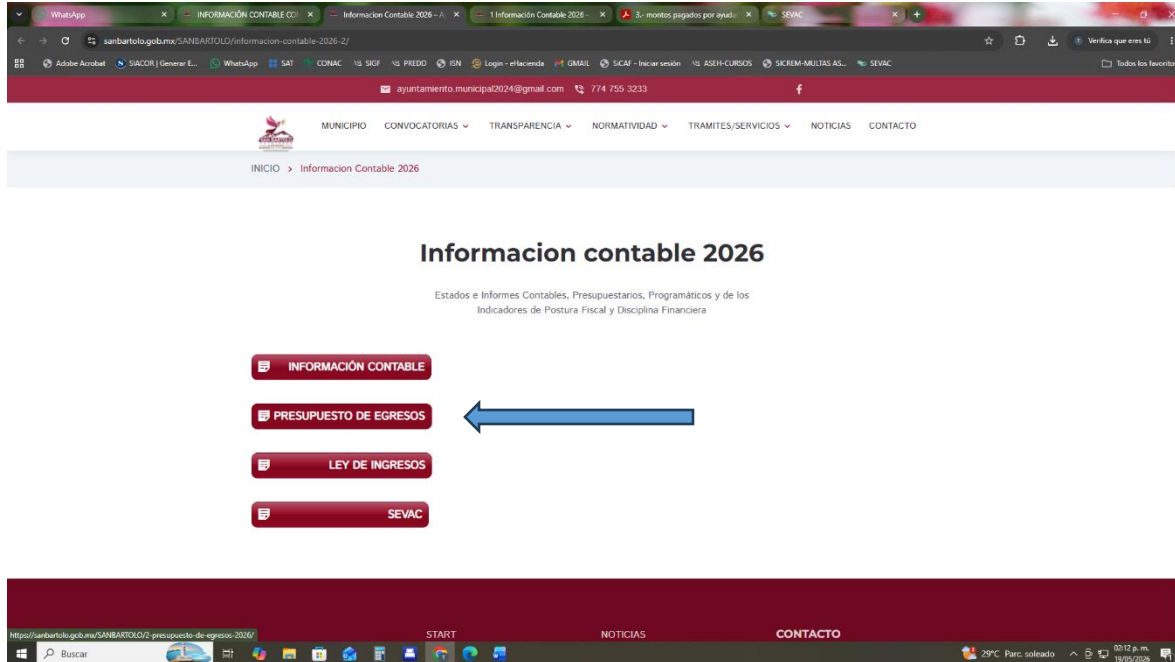 WhatsApp
INFORMACIÓN CONTABLE CO
Informacion Contable 2026 – A
1 Información Contable 2026 -
3.- montos pagados por ayuda
SEVAC
sanbartolo.gob.mx/SANBARTOLO/informacion-contable-2026-2/
Verifica que eres tú
Adobe Acrobat
SIACOR | Generar E...
WhatsApp
SAT
CONAC
SIGF
PREDD
ISN
Login - eHacienda
GMAIL
SiCAF - Iniciar sesión
ASEH-CURSOS
SICREM-MULTAS AS...
SEVAC
Todos los favoritos
ayuntamiento.municipal2024@gmail.com 774 755 3233
SAN BARTOLO
MUNICIPIO CONVOCATORIAS TRANSPARENCIA NORMATIVIDAD TRAMITES/SERVICIOS NOTICIAS CONTACTO
INICIO > Informacion Contable 2026
Informacion contable 2026
Estados e Informes Contables, Presupuestarios, Programáticos y de los
Indicadores de Postura Fiscal y Disciplina Financiera
INFORMACIÓN CONTABLE
PRESUPUESTO DE EGRESOS
LEY DE INGRESOS
SEVAC
START NOTICIAS CONTACTO
https://sanbartolo.gob.mx/SANBARTOLO/2-presupuesto-de-egresos-2026/
Buscar
29°C Parc. soleado
02:12 p. m.
19/05/2026